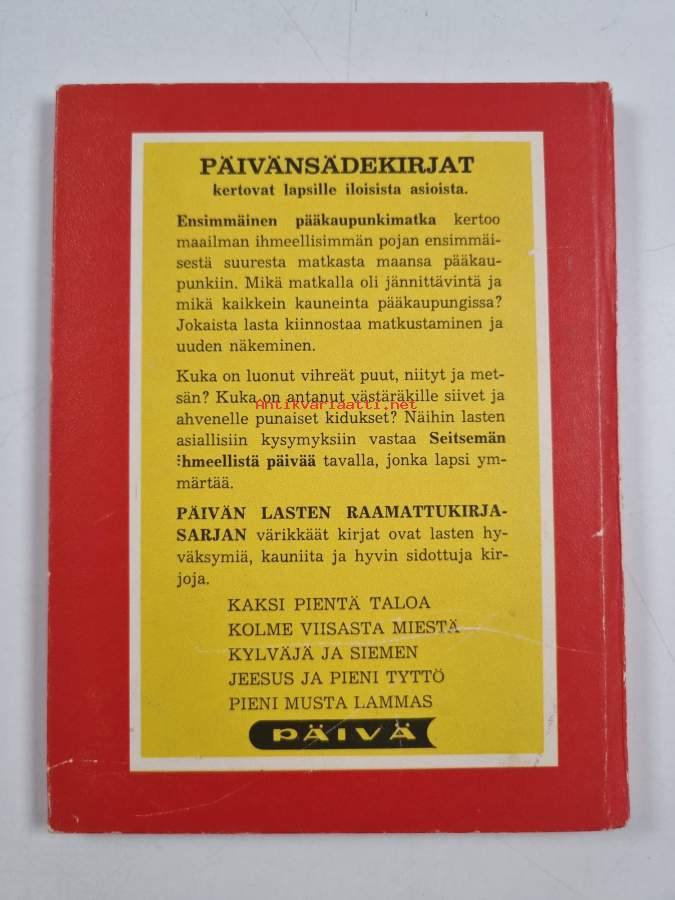 PÄIVÄNSÄDEKIRJAT
kertovat lapsille iloisista asioista.
Ensimmäinen pääkaupunkimatka kertoo
maailman ihmeellisimmän pojan ensimmäi-
sestä suuresta matkasta maansa pääkau-
punkiin. Mikä matkalla oli jännittävintä ja
mikä kaikkein kauneinta pääkaupungissa?
Jokaista lasta kiinnostaa matkustaminen ja
uuden näkeminen.
Kuka on luonut vihreät puut, niityt ja met-
sän? Kuka on antanut västäräkille siivet ja
Antikvariaatti.net
ahvenelle punaiset kidukset? Näihin lasten
asiallisiin kysymyksiin vastaa Seitsemän
ihmeellistä päivää tavalla, jonka lapsi ym-
märtää.
PÄIVÄN LASTEN RAAMATTUKIRJA-
SARJAN värikkäät kirjat ovat lasten hy-
väksymiä, kauniita ja hyvin sidottuja kir-
joja.
KAKSI PIENTÄ TALOA
KOLME VIISASTA MIESTÄ
KYLVÄJÄ JA SIEMEN
JEESUS JA PIENI TYTTÖ
PIENI MUSTA LAMMAS
PÄIVÄ